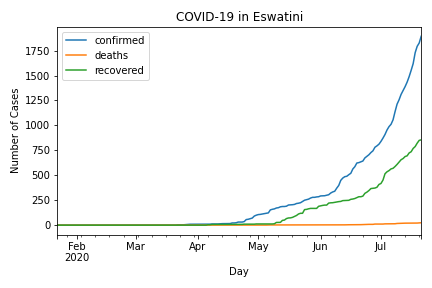 COVID-19 in Eswatini
confirmed
deaths
recovered
Number of Cases
1750
1500
1250
1000
750
500
250
0
Feb
2020
Mar
Apr
May
Jun
Jul
Day